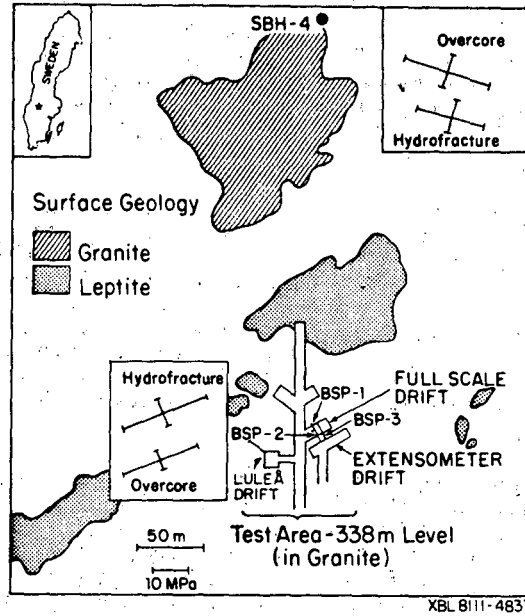 SBH-4
SWEDEN
Overcore
Hydrofracture
Surface Geology
Granite
Leptite
Hydrofracture
Overcore
BSP-1
FULL SCALE
DRIFT
BSP-3
BSP-2
LULEÅ
DRIFT
EXTENSOMETER
DRIFT
50 m
Test Area-338m Level
(in Granite)
10 MPa
XBL 8111-483